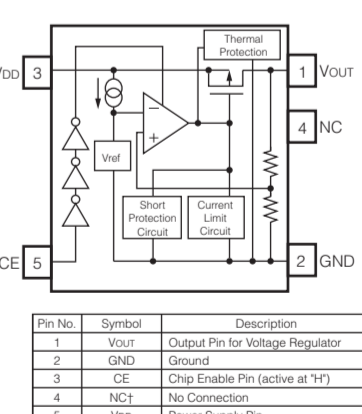 Thermal
Protection
VDD 3
1 VOUT
4 NC
−
+
Vref
Short
Protection
Circuit
Current
Limit
Circuit
CE 5
2 GND
Pin No. Symbol Description
1 VOUT Output Pin for Voltage Regulator
2 GND Ground
3 CE Chip Enable Pin (active at "H")
4 NC† No Connection
5 VDD Power Supply Pin